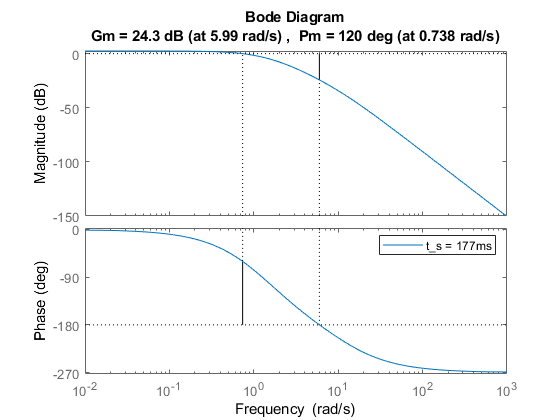 Bode Diagram
Gm = 24.3 dB (at 5.99 rad/s) ,  Pm = 120 deg (at 0.738 rad/s)
Magnitude (dB)
0
-50
-100
-150
Phase (deg)
0
-90
-180
-270
t_s = 177ms
10^-2
10^-1
10^0
10^1
10^2
10^3
Frequency (rad/s)